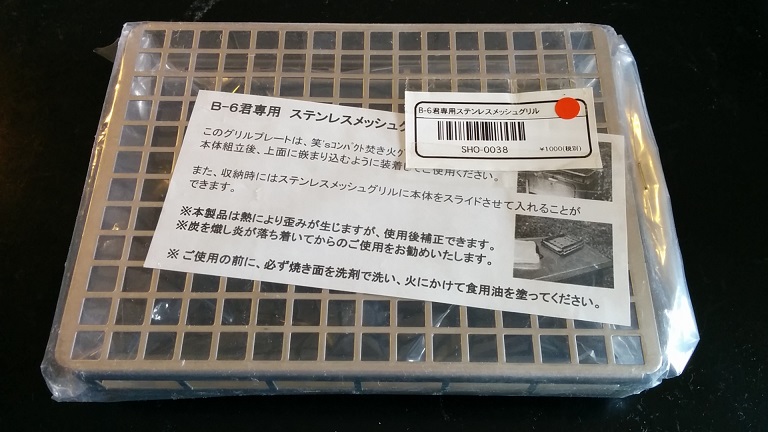 B-6君専用 ステンレスメッシュグ
このグリルプレートは、笑'sコンパクト焚き火グ
本体組立後、上面に嵌まり込むように装着してご使用ください。
また、収納時にはステンレスメッシュグリルに本体をスライドさせて入れることが
できます。
※本製品は熱により歪みが生じますが、使用後補正できます。
※炭を熾し炎が落ち着いてからのご使用をお勧めいたします。
※ご使用の前に、必ず焼き面を洗剤で洗い、火にかけて食用油を塗ってください。
B-6君専用ステンレスメッシュグリル
SHO-0038
￥1000(税別)